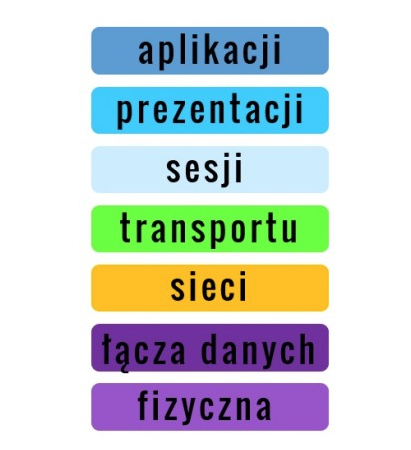 aplikacji
prezentacji
sesji
transportu
sieci
łącza danych
fizyczna